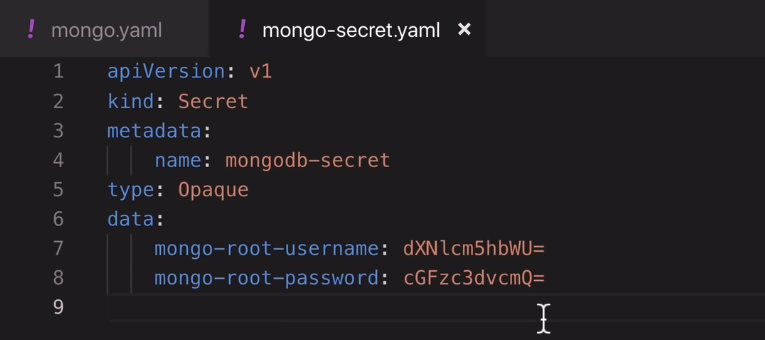 ! mongo.yaml ! mongo-secret.yaml ×
1 apiVersion: v1
2 kind: Secret
3 metadata:
4 name: mongodb-secret
5 type: Opaque
6 data:
7 mongo-root-username: dXNlcm5hbWU=
8 mongo-root-password: cGFzc3dvcmQ=
9